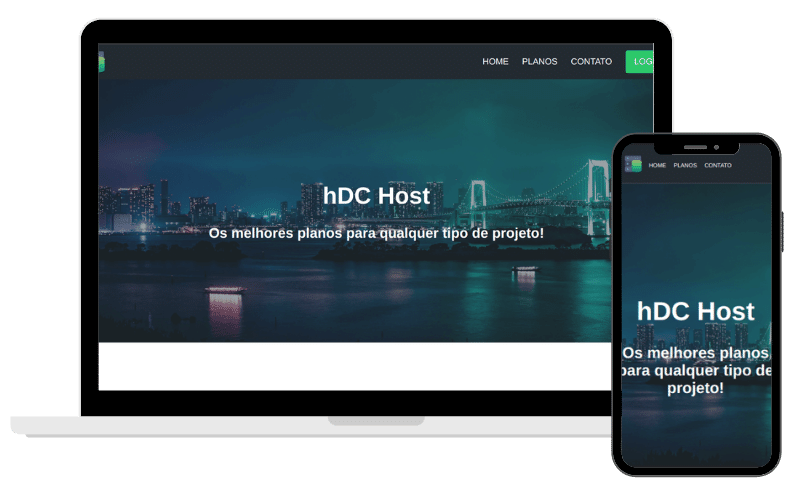 HOME PLANOS CONTATO
hDC Host
Os melhores planos para qualquer tipo de projeto!
HOME PLANOS CONTATO
hDC Host
Os melhores planos
para qualquer tipo de
projeto!